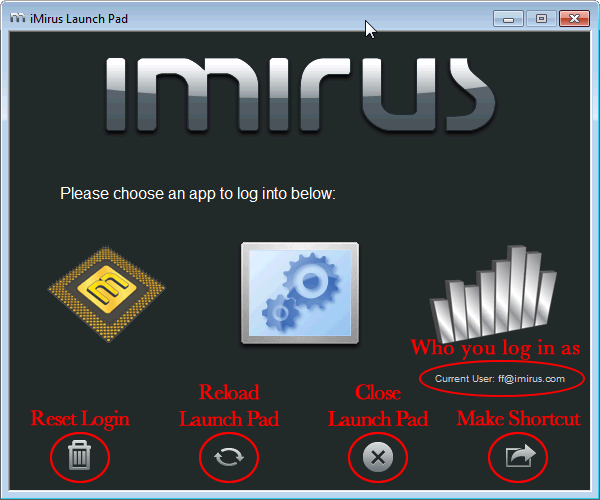 iMirus Launch Pad
imirus
Please choose an app to log into below:
m
Who you log in as
Current User: ff@imirus.com
Reset Login
Reload
Launch Pad
Close
Launch Pad
Make Shortcut